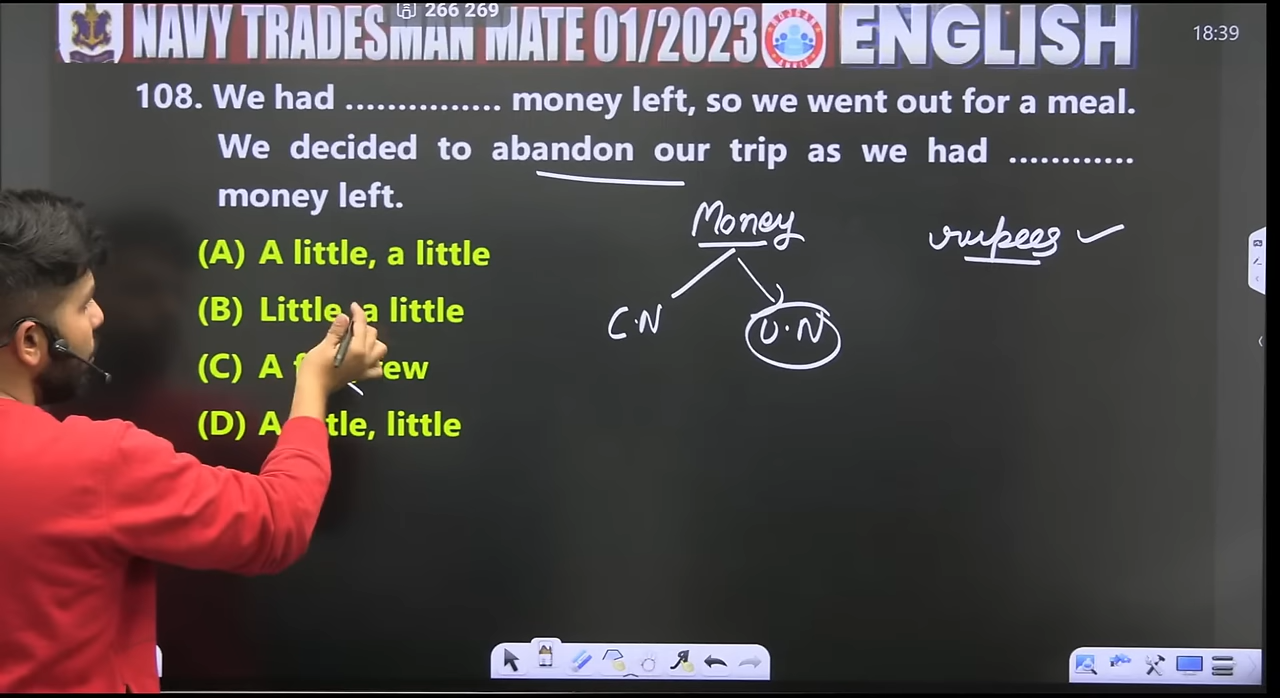 266 269
NAVY TRADESMAN MATE 01/2023 ENGLISH
18:39
108. We had ............... money left, so we went out for a meal.
We decided to abandon our trip as we had ............
money left.
Money
rupees
(A) A little, a little
C.N
U.N
(B) Little, a little
(C) A few
(D) A little, little